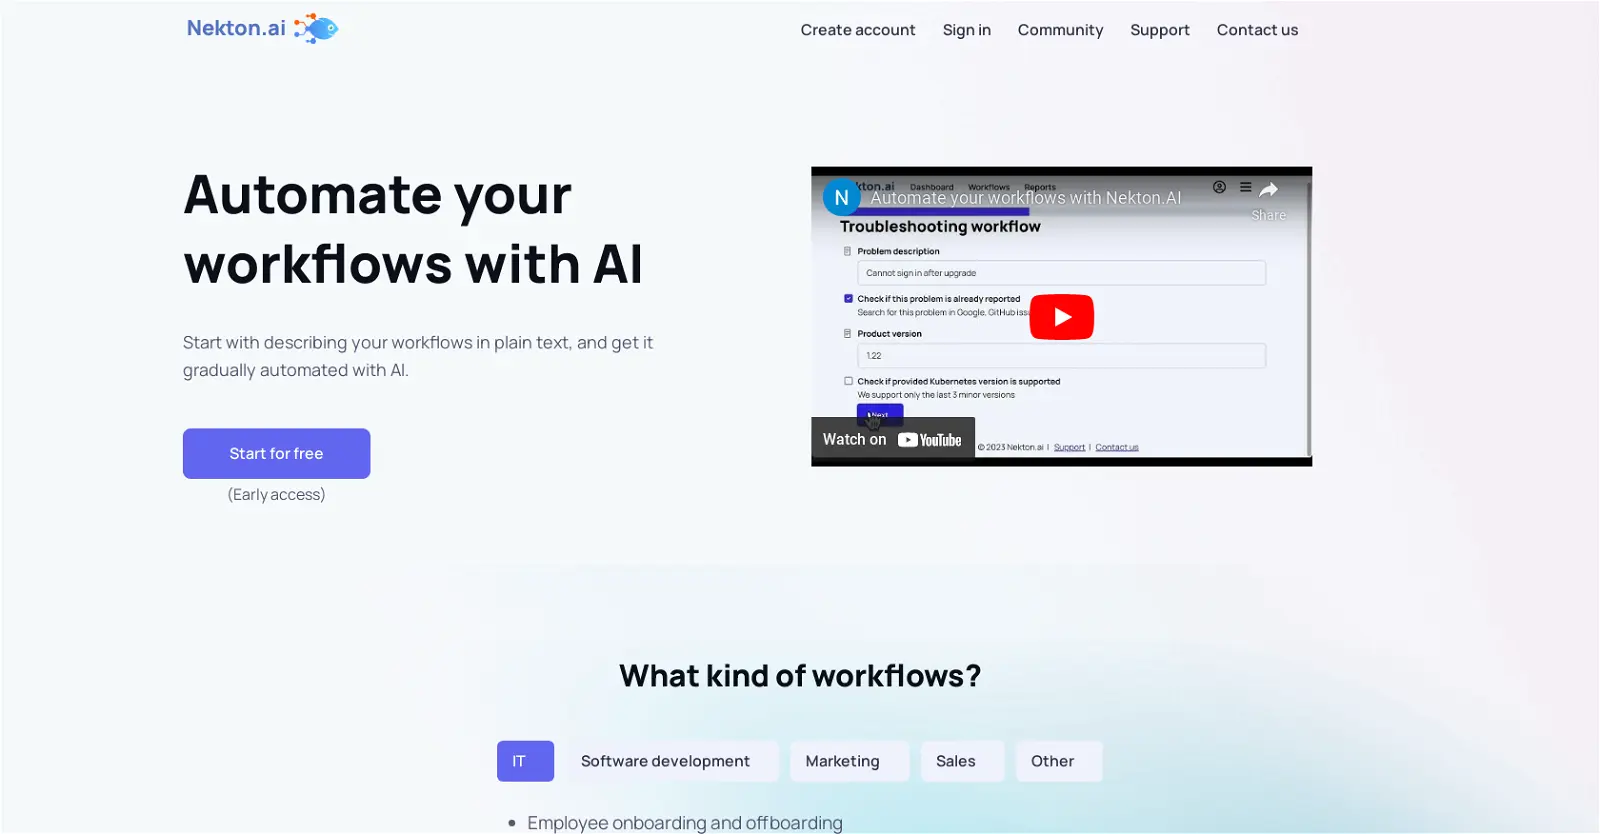 Nekton.ai
Create account Sign in Community Support Contact us
Automate your
workflows with AI
Start with describing your workflows in plain text, and get it
gradually automated with AI.
Start for free
(Early access)
N
kton.ai Dashboard Workflows Reports
Automate your workflows with Nekton.AI
Share
Troubleshooting workflow
Problem description
Cannot sign in after upgrade
Check if this problem is already reported
Search for this problem in Google, GitHub
Product version
1.22
Check if provided Kubernetes version is supported
We support only the last 3 minor versions
Next
Watch on YouTube
© 2023 Nekton.ai | Support | Contact us
What kind of workflows?
IT Software development Marketing Sales Other
• Employee onboarding and offboarding